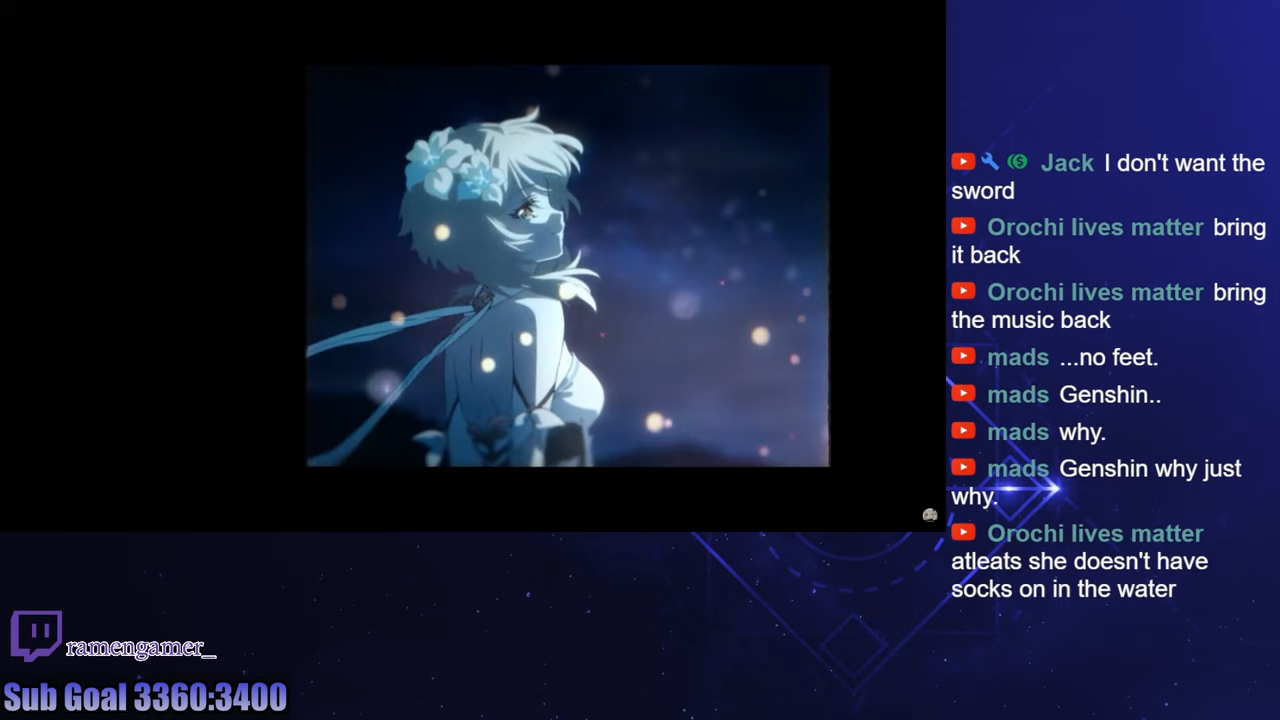 Jack I don't want the
sword
Orochi lives matter bring
it back
Orochi lives matter bring
the music back
mads ...no feet.
mads Genshin..
mads why.
mads Genshin why just
why.
Orochi lives matter
atleats she doesn't have
socks on in the water
ramengamer_
Sub Goal 3360:3400